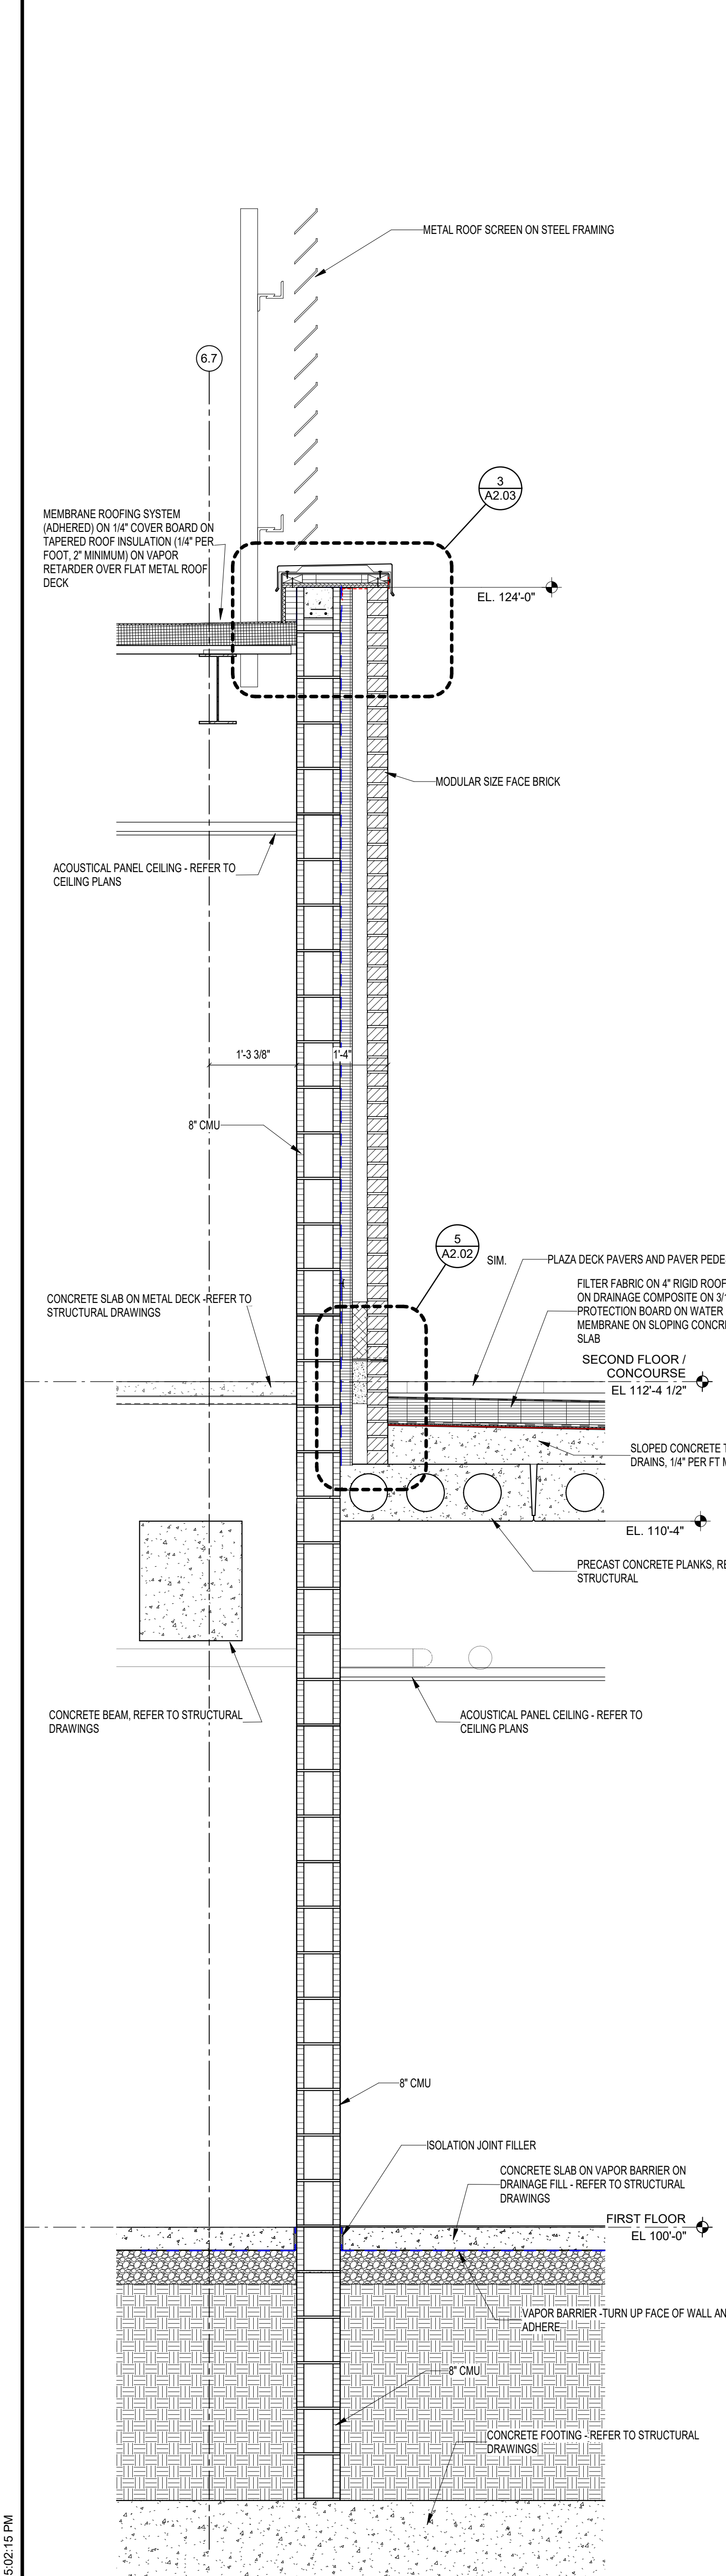 METAL ROOF SCREEN ON STEEL FRAMING
6.7
3
A2.03
MEMBRANE ROOFING SYSTEM
(ADHERED) ON 1/4" COVER BOARD ON
TAPERED ROOF INSULATION (1/4" PER
FOOT, 2" MINIMUM) ON VAPOR
RETARDER OVER FLAT METAL ROOF
DECK
EL. 124'-0"
MODULAR SIZE FACE BRICK
ACOUSTICAL PANEL CEILING - REFER TO
CEILING PLANS
1'-3 3/8"
1'-4"
8" CMU
5
A2.02
SIM.
PLAZA DECK PAVERS AND PAVER PEDE
FILTER FABRIC ON 4" RIGID ROOF
ON DRAINAGE COMPOSITE ON 3/1
PROTECTION BOARD ON WATER
MEMBRANE ON SLOPING CONCRE
SLAB
CONCRETE SLAB ON METAL DECK -REFER TO
STRUCTURAL DRAWINGS
SECOND FLOOR /
CONCOURSE
EL 112'-4 1/2"
SLOPED CONCRETE T
DRAINS, 1/4" PER FT M
EL. 110'-4"
PRECAST CONCRETE PLANKS, RE
STRUCTURAL
CONCRETE BEAM, REFER TO STRUCTURAL
DRAWINGS
ACOUSTICAL PANEL CEILING - REFER TO
CEILING PLANS
8" CMU
ISOLATION JOINT FILLER
CONCRETE SLAB ON VAPOR BARRIER ON
DRAINAGE FILL - REFER TO STRUCTURAL
DRAWINGS
FIRST FLOOR
EL 100'-0"
VAPOR BARRIER -TURN UP FACE OF WALL AN
ADHERE
8" CMU
CONCRETE FOOTING - REFER TO STRUCTURAL
DRAWINGS
5:02:15 PM